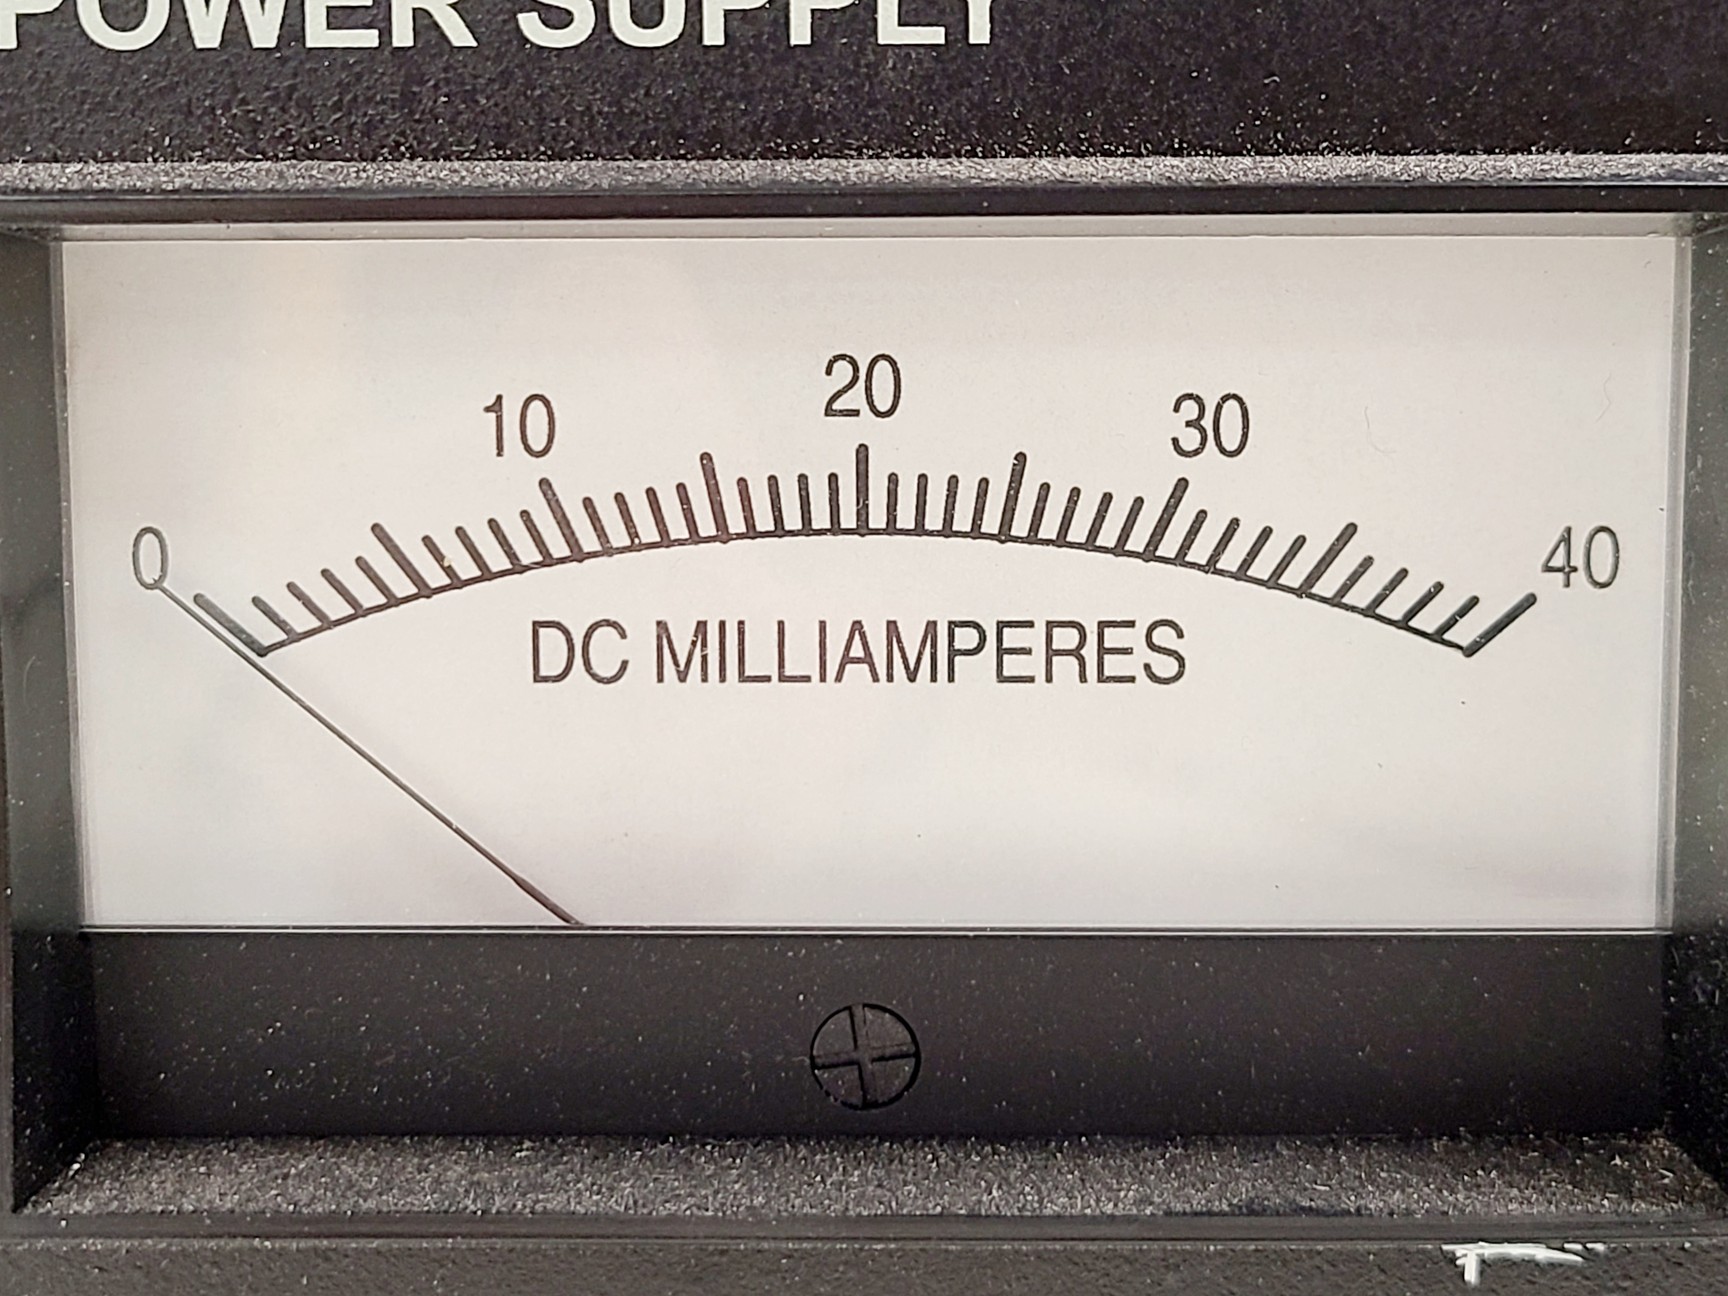 POWER SUPPLY
0 10 20 30 40
DC MILLIAMPERES